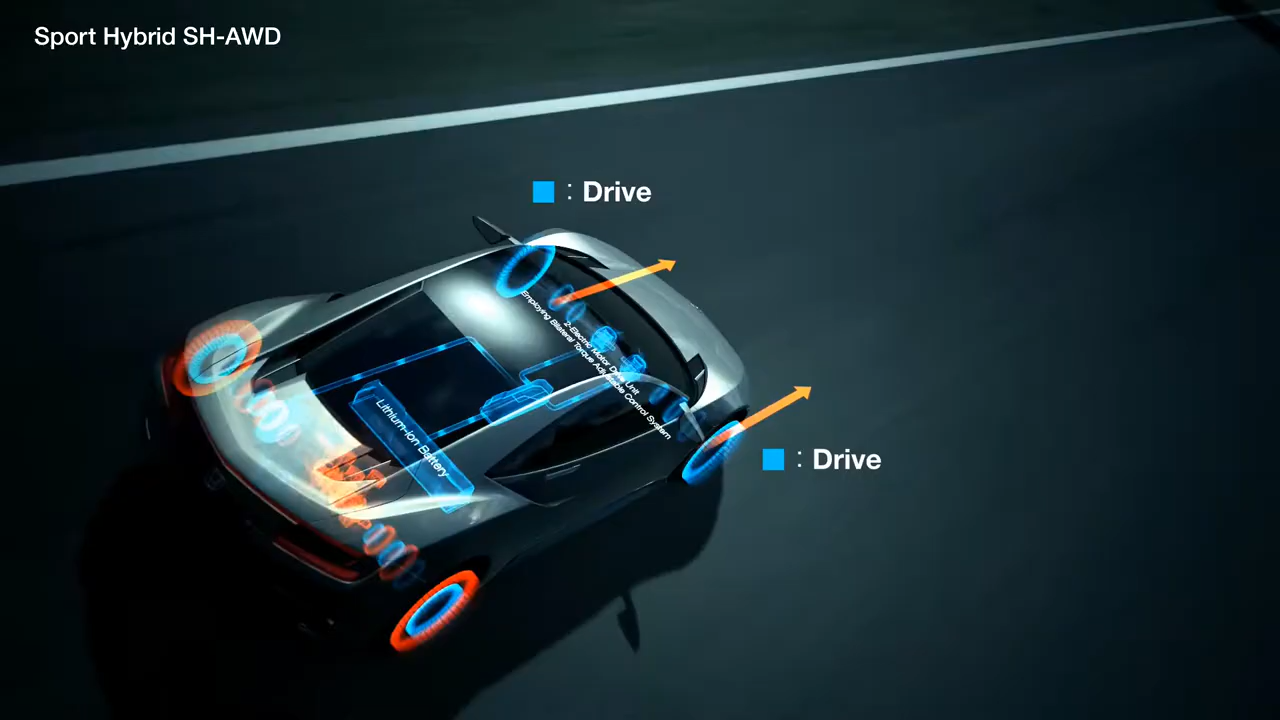 Sport Hybrid SH-AWD
: Drive
2-Electric Motor Drive Unit
Employing Bilateral Torque Adjustable Control System
Lithium-ion Battery
: Drive